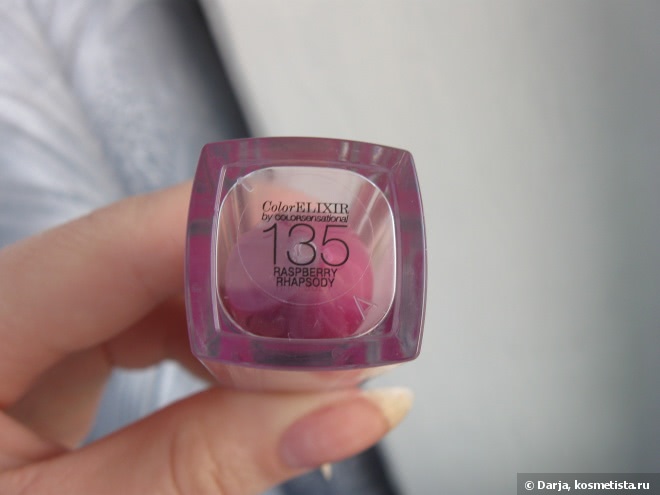 ColorELIXIR
by COLORsensational
135
RASPBERRY
RHAPSODY
© Darja, kosmetista.ru